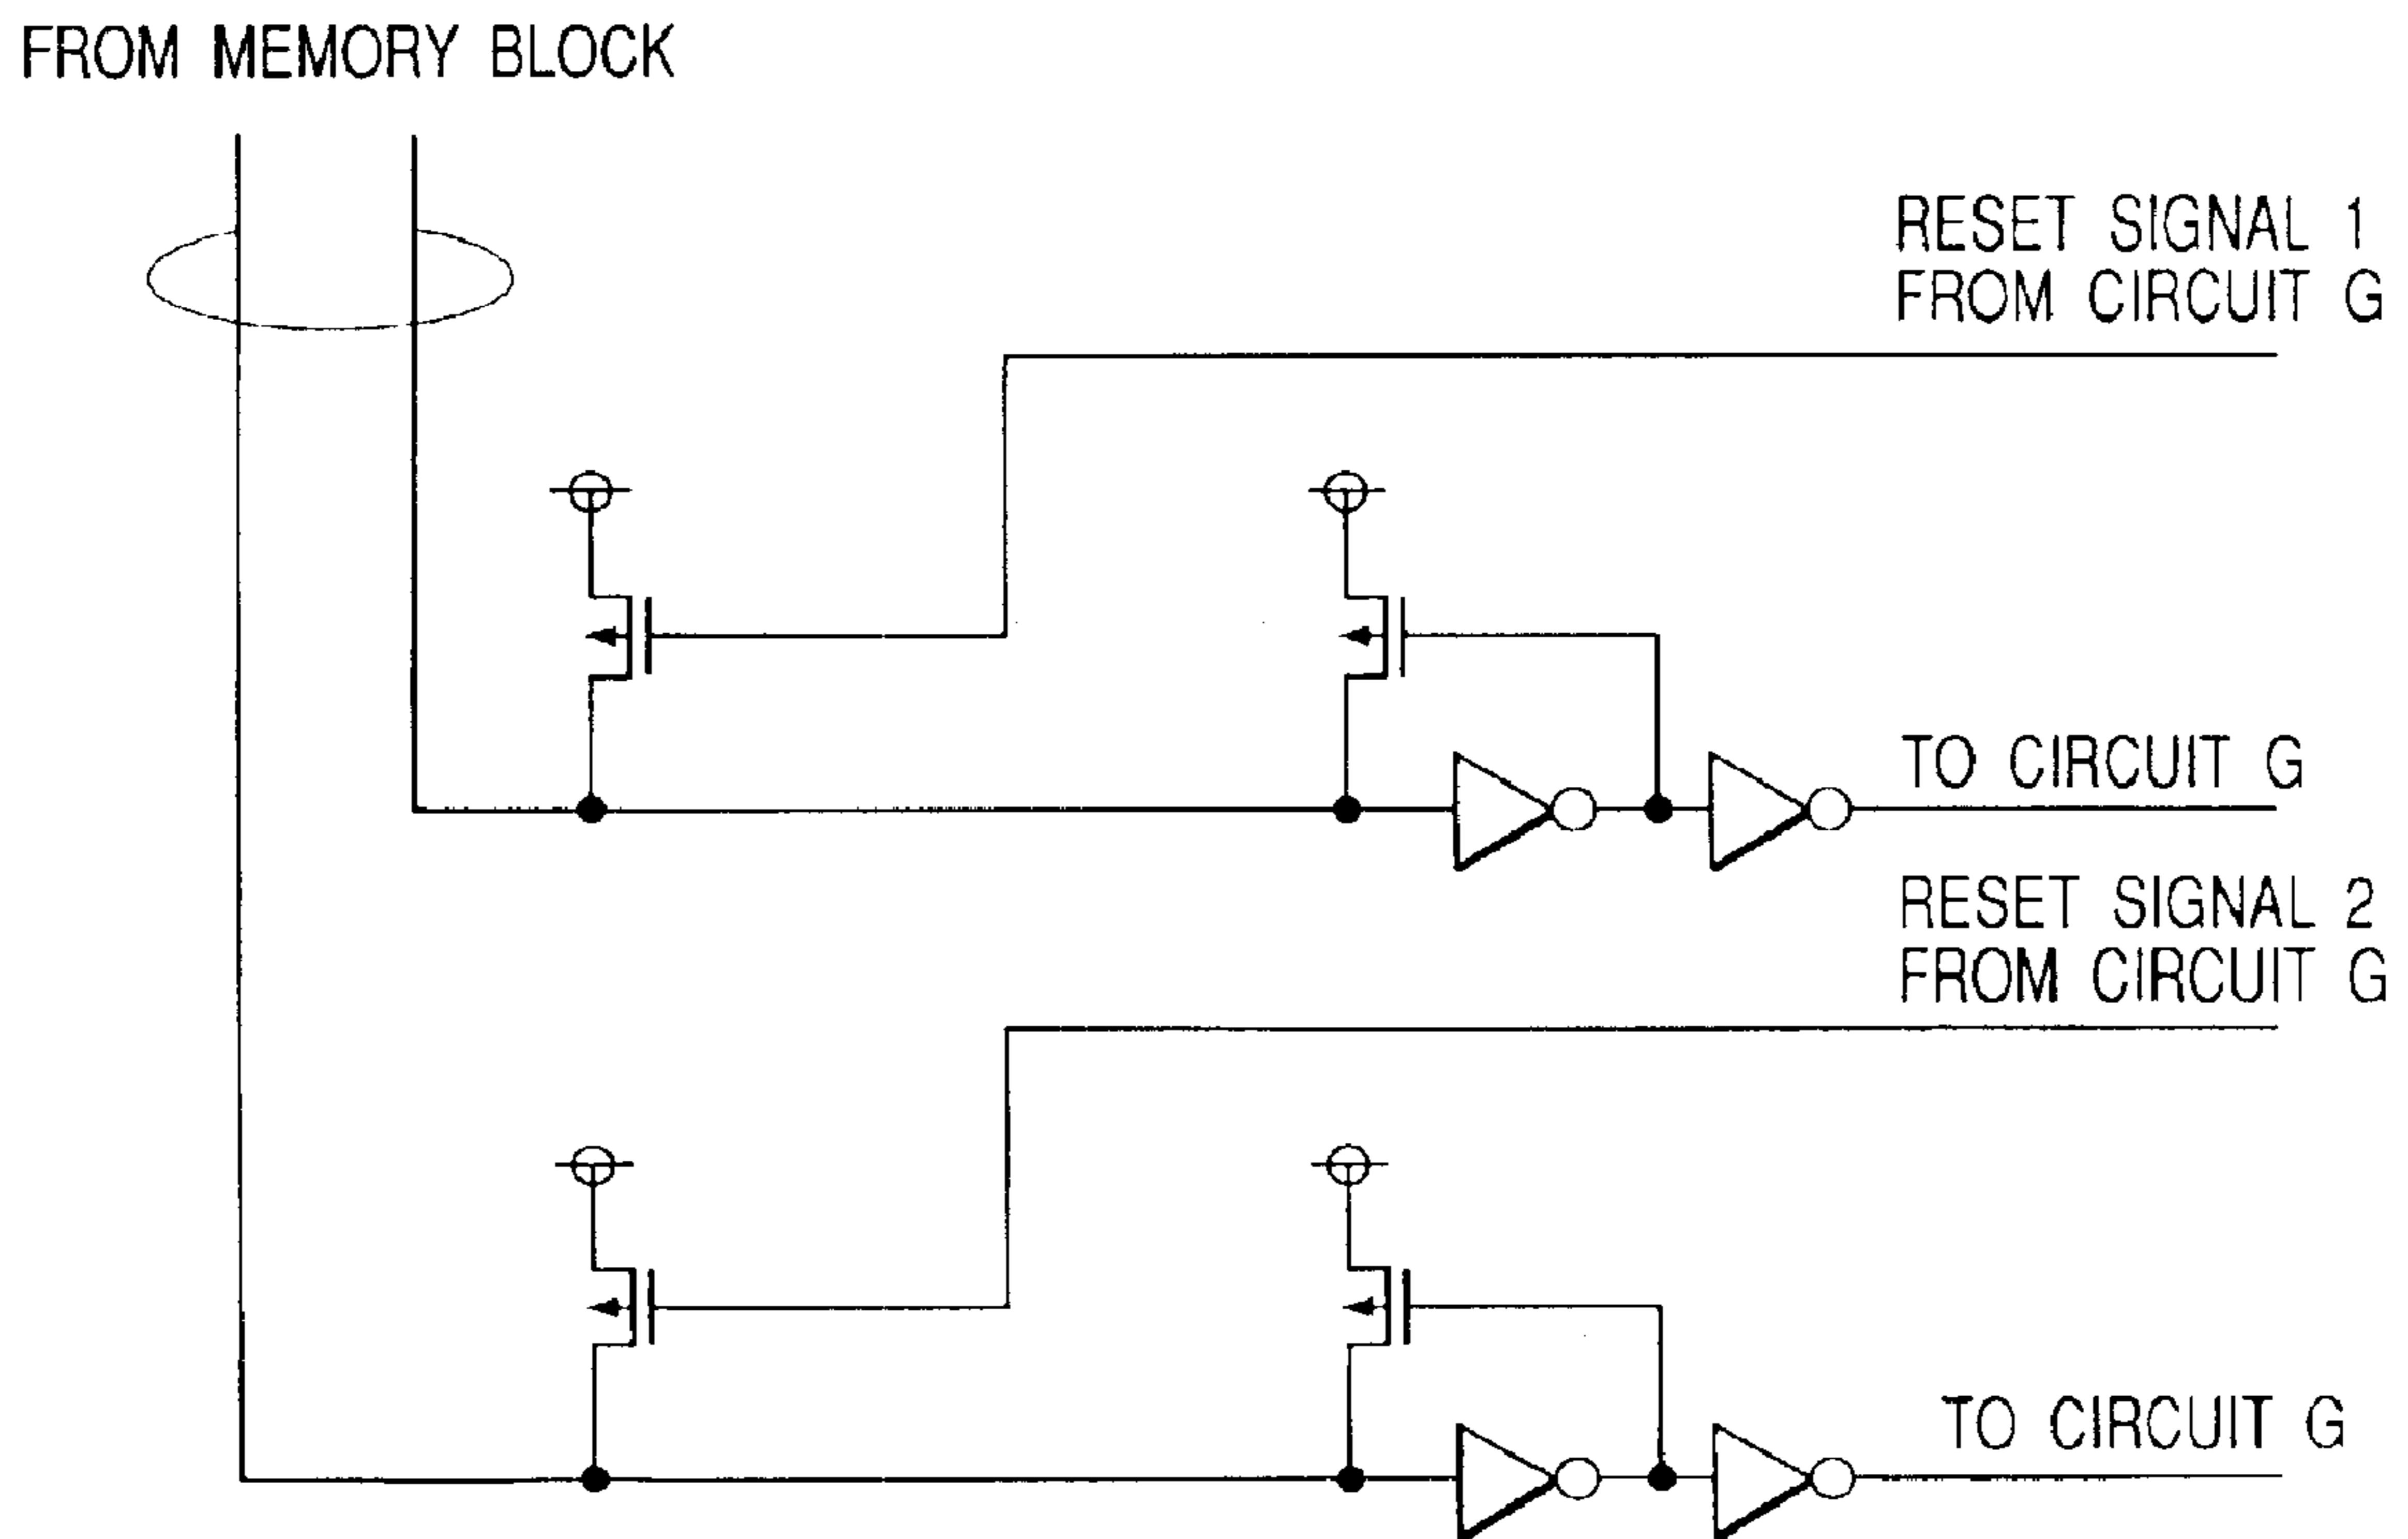 FROM MEMORY BLOCK
RESET SIGNAL 1
FROM CIRCUIT G
TO CIRCUIT G
RESET SIGNAL 2
FROM CIRCUIT G
TO CIRCUIT G